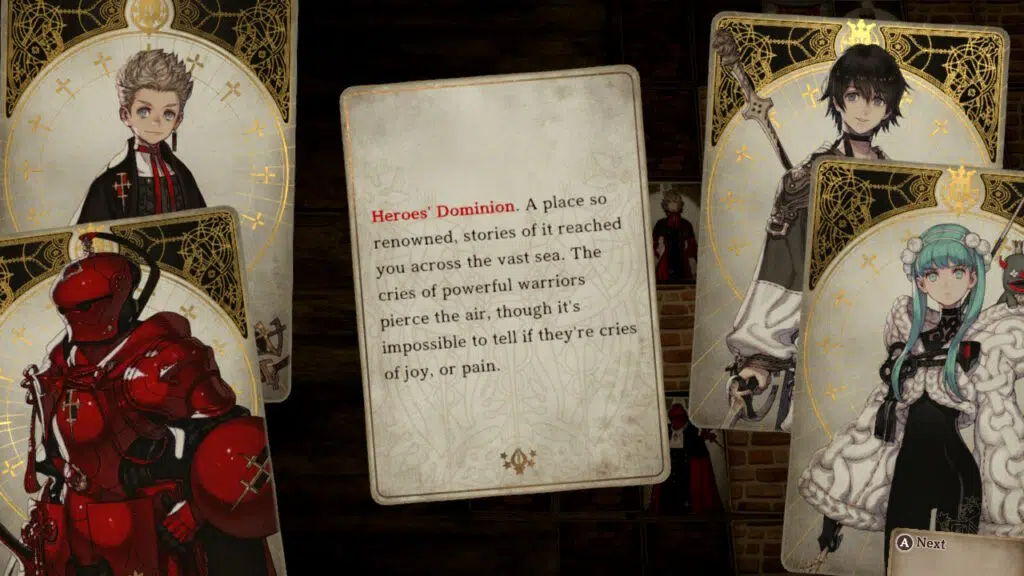 Heroes' Dominion. A place so
renowned, stories of it reached
you across the vast sea. The
cries of powerful warriors
pierce the air, though it's
impossible to tell if they're cries
of joy, or pain.
A Next